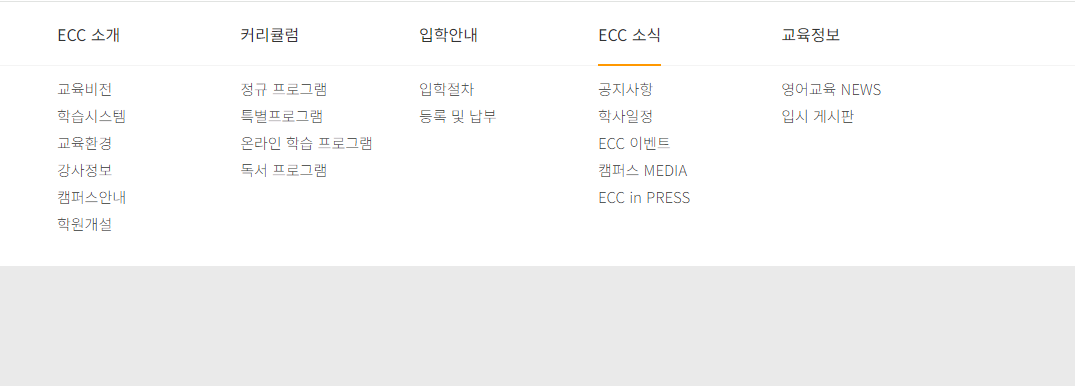 ECC 소개
커리큘럼
입학안내
ECC 소식
교육정보
교육비전
학습시스템
교육환경
강사정보
캠퍼스안내
학원개설
정규 프로그램
특별프로그램
온라인 학습 프로그램
독서 프로그램
입학절차
등록 및 납부
공지사항
학사일정
ECC 이벤트
캠퍼스 MEDIA
ECC in PRESS
영어교육 NEWS
입시 게시판